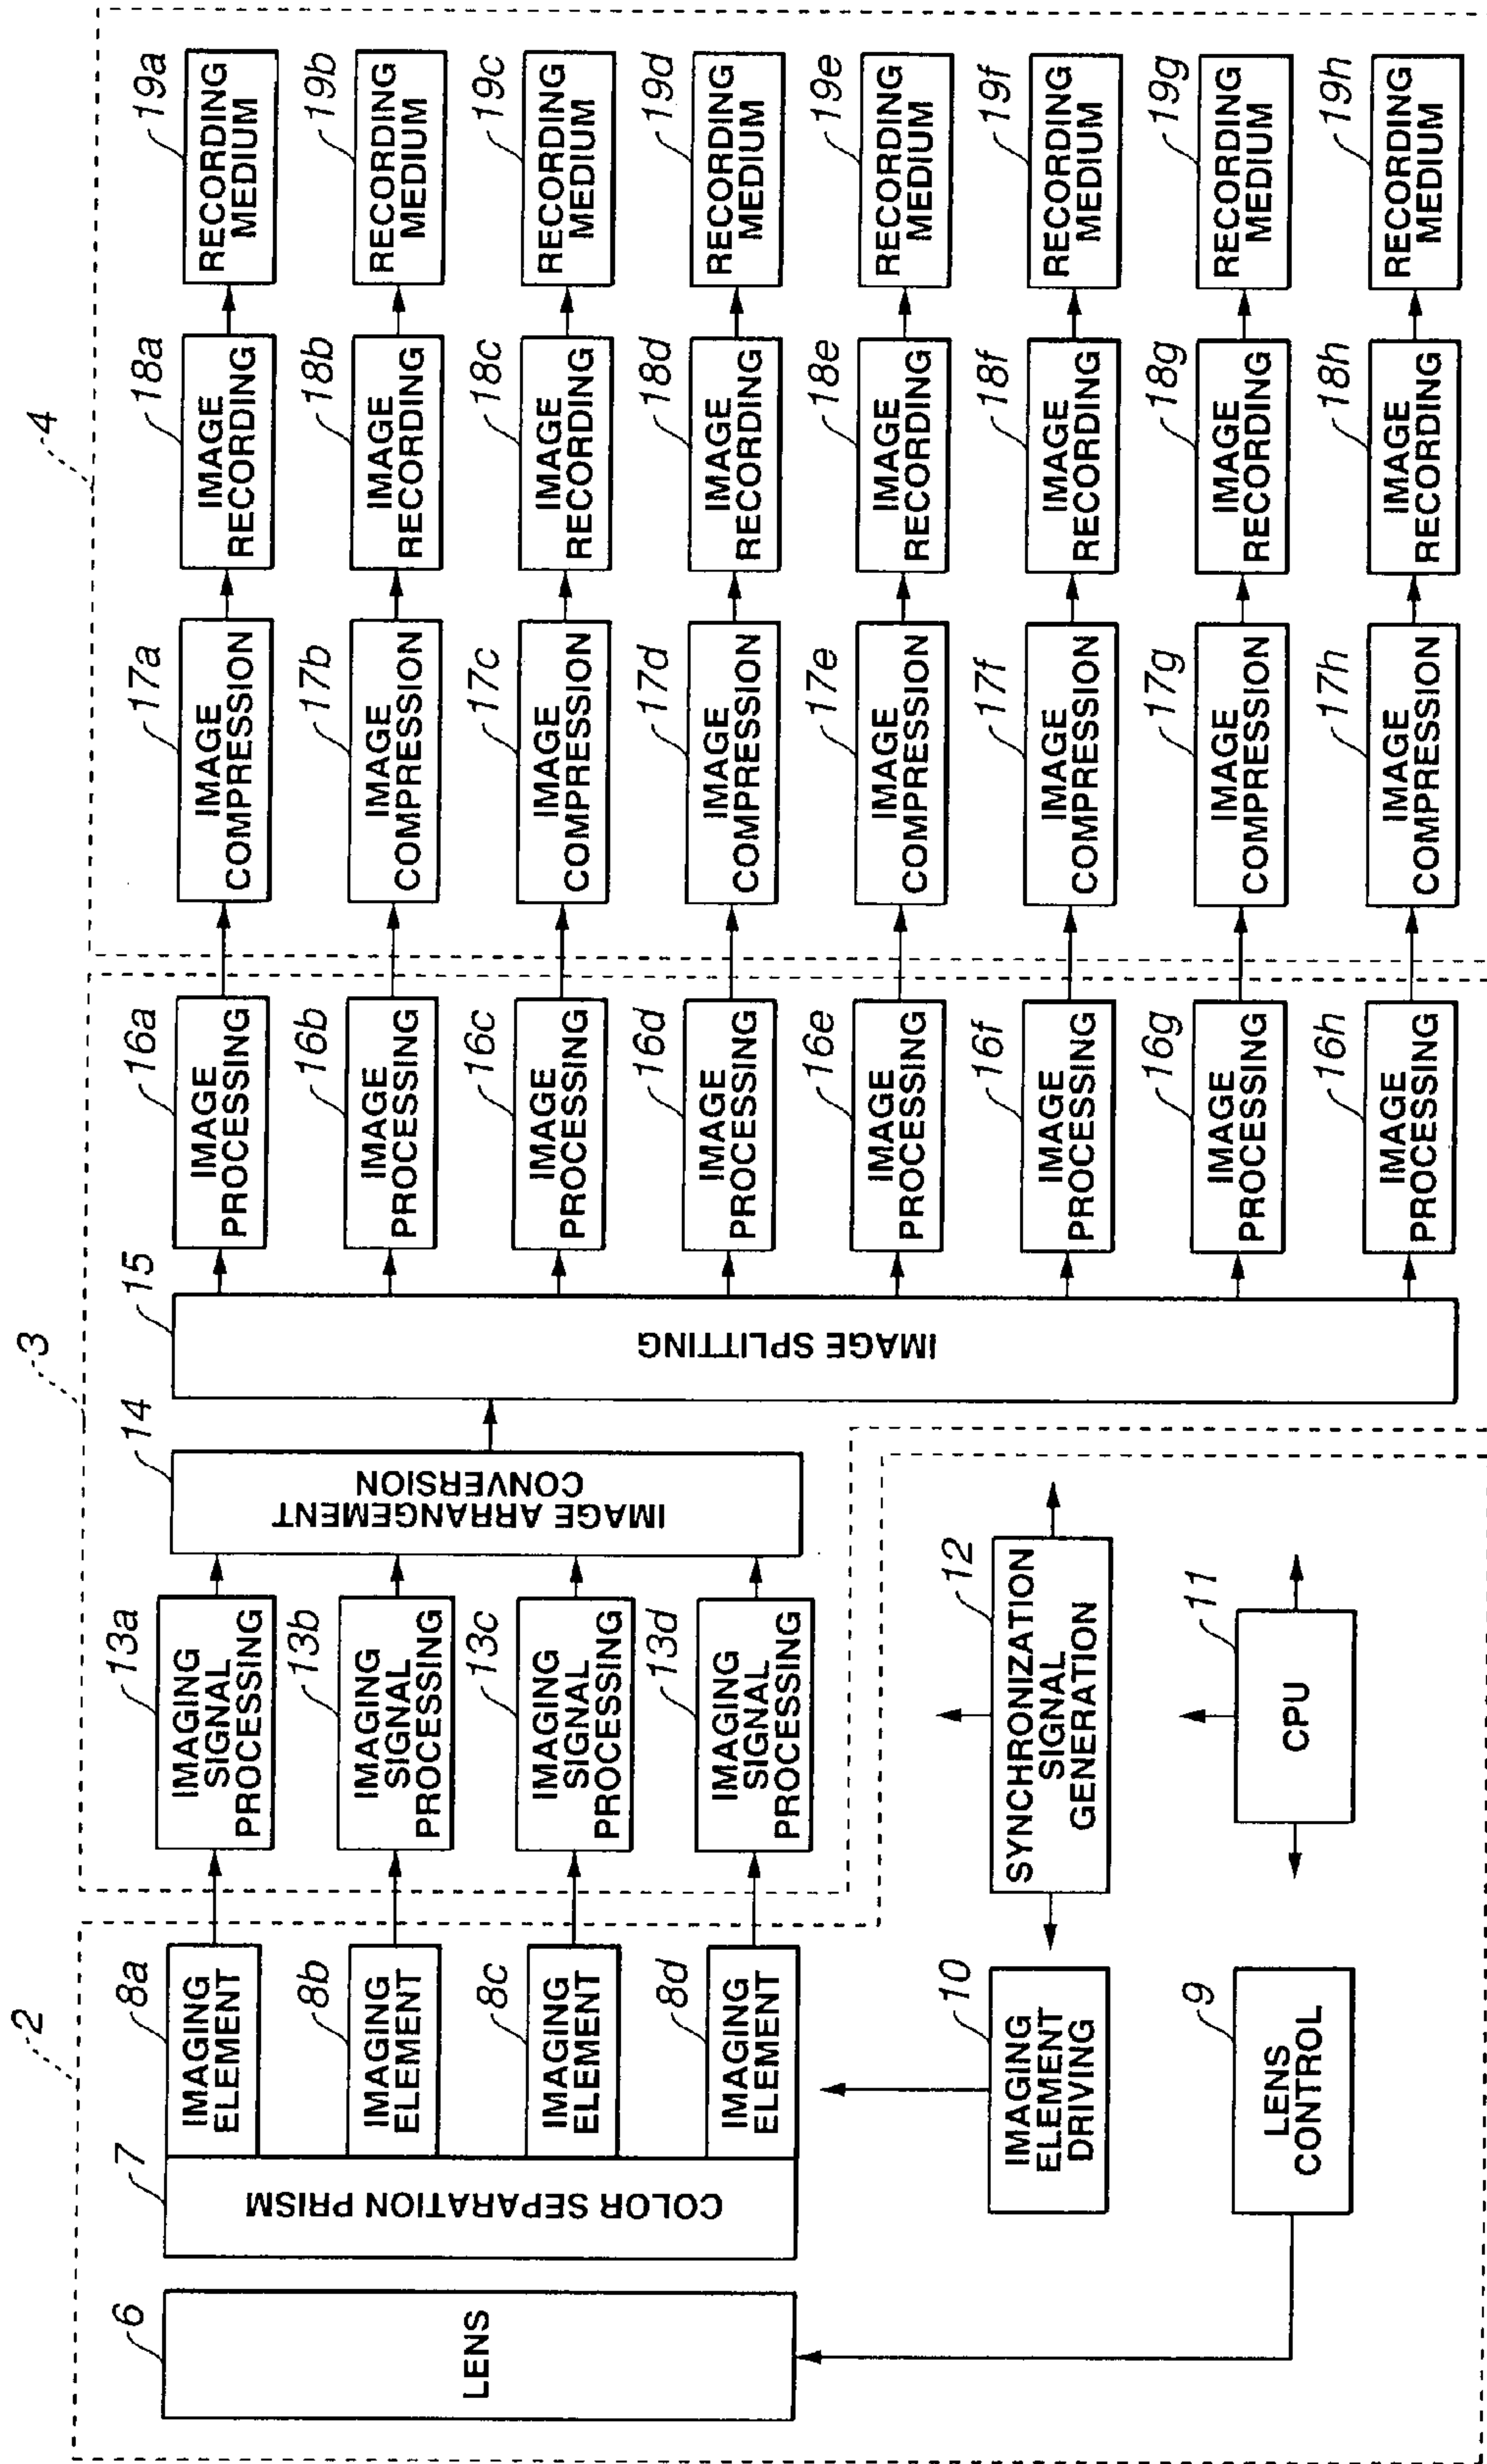 2
3
4
6
LENS
7
COLOR SEPARATION PRISM
8a
IMAGING
ELEMENT
8b
IMAGING
ELEMENT
8c
IMAGING
ELEMENT
8d
IMAGING
ELEMENT
10
IMAGING
ELEMENT
DRIVING
9
LENS
CONTROL
12
SYNCHRONIZATION
SIGNAL
GENERATION
11
CPU
13a
IMAGING
SIGNAL
PROCESSING
13b
IMAGING
SIGNAL
PROCESSING
13c
IMAGING
SIGNAL
PROCESSING
13d
IMAGING
SIGNAL
PROCESSING
14
IMAGE ARRANGEMENT
CONVERSION
15
IMAGE SPLITTING
16a
IMAGE
PROCESSING
16b
IMAGE
PROCESSING
16c
IMAGE
PROCESSING
16d
IMAGE
PROCESSING
16e
IMAGE
PROCESSING
16f
IMAGE
PROCESSING
16g
IMAGE
PROCESSING
16h
IMAGE
PROCESSING
17a
IMAGE
COMPRESSION
17b
IMAGE
COMPRESSION
17c
IMAGE
COMPRESSION
17d
IMAGE
COMPRESSION
17e
IMAGE
COMPRESSION
17f
IMAGE
COMPRESSION
17g
IMAGE
COMPRESSION
17h
IMAGE
COMPRESSION
18a
IMAGE
RECORDING
18b
IMAGE
RECORDING
18c
IMAGE
RECORDING
18d
IMAGE
RECORDING
18e
IMAGE
RECORDING
18f
IMAGE
RECORDING
18g
IMAGE
RECORDING
18h
IMAGE
RECORDING
19a
RECORDING
MEDIUM
19b
RECORDING
MEDIUM
19c
RECORDING
MEDIUM
19d
RECORDING
MEDIUM
19e
RECORDING
MEDIUM
19f
RECORDING
MEDIUM
19g
RECORDING
MEDIUM
19h
RECORDING
MEDIUM